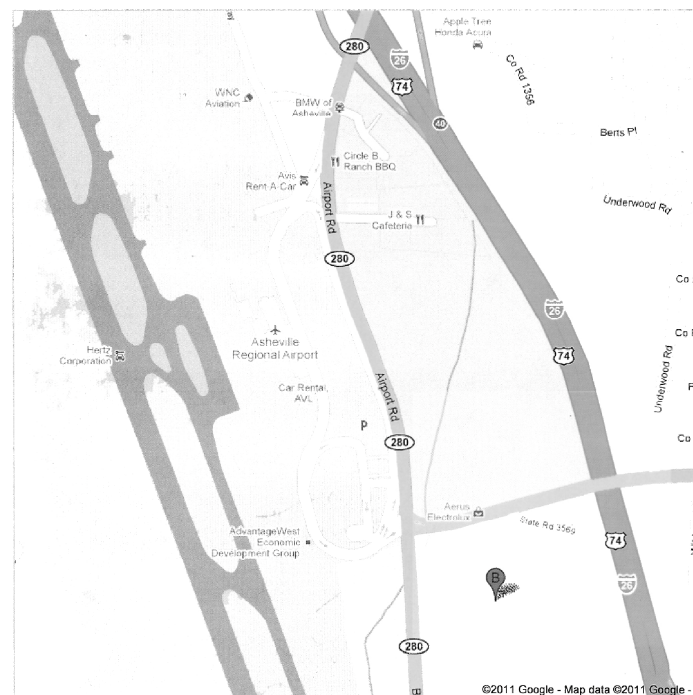 Apple Tree
Honda Acura
280
26
74
Co Rd 1356
WNC
Aviation
BMW of
Asheville
40
Berts Pl
Circle B
Ranch BBQ
Avis
Rent-A-Car
Airport Rd
Underwood Rd
J & S
Cafeteria
280
Co
26
Asheville
Regional Airport
Hertz
Corporation
74
Co
Underwood Rd
Car Rental,
AVL
Airport Rd
P
280
Co
Aerus
Electrolux
State Rd 3569
AdvantageWest
Economic
Development Group
74
B
26
280
©2011 Google - Map data ©2011 Google -